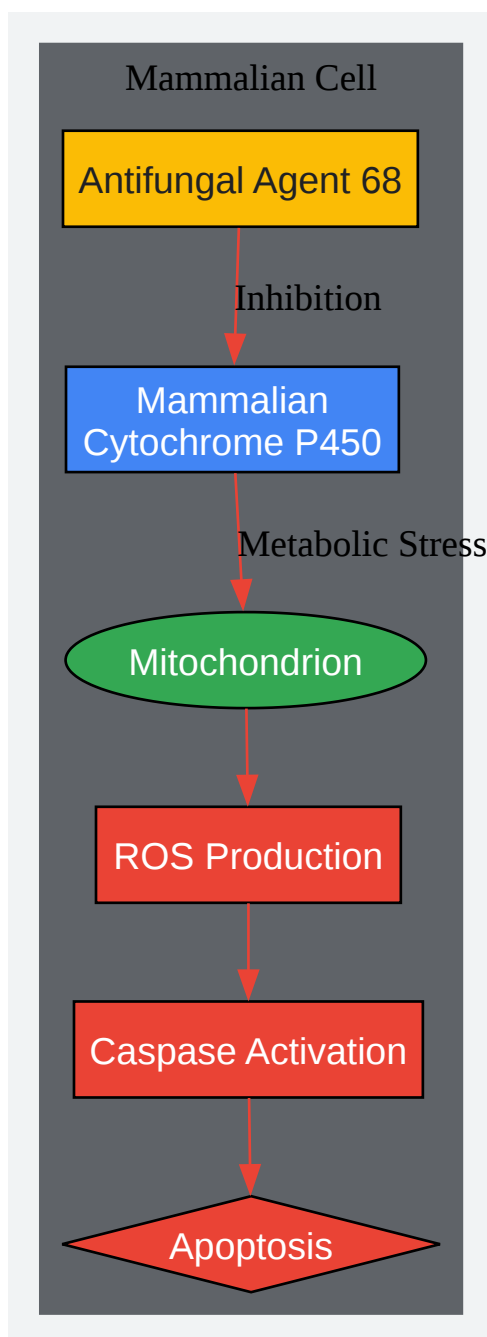 Mammalian Cell
Antifungal Agent 68
Inhibition
Mammalian
Cytochrome P450
Metabolic Stress
Mitochondrion
ROS Production
Caspase Activation
Apoptosis